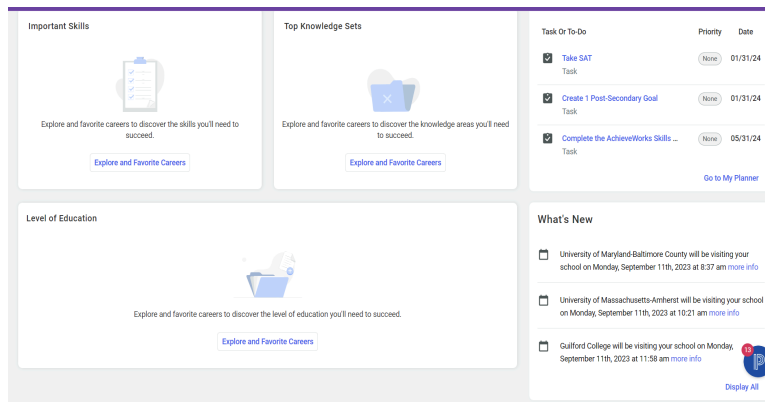 Important Skills
Explore and favorite careers to discover the skills you'll need to
succeed.
Explore and Favorite Careers
Top Knowledge Sets
Explore and favorite careers to discover the knowledge areas you'll need
to succeed.
Explore and Favorite Careers
Task Or To-Do Priority Date
Take SAT None 01/31/24
Task
Create 1 Post-Secondary Goal None 01/31/24
Task
Complete the AchieveWorks Skills ... None 05/31/24
Task
Go to My Planner
Level of Education
Explore and favorite careers to discover the level of education you'll need to succeed.
Explore and Favorite Careers
What's New
University of Maryland-Baltimore County will be visiting your
school on Monday, September 11th, 2023 at 8:37 am more info
University of Massachusetts-Amherst will be visiting your school
on Monday, September 11th, 2023 at 10:21 am more info
Guilford College will be visiting your school on Monday,
September 11th, 2023 at 11:58 am more info
13
P
Display All